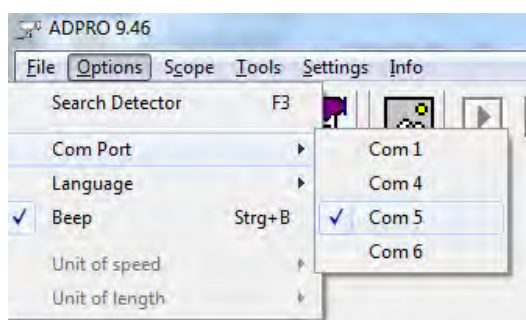 ADPRO 9.46
File Options Scope Tools Settings Info
Search Detector F3
Com Port
Language
Beep Strg+B
Unit of speed
Unit of length
Com 1
Com 4
Com 5
Com 6